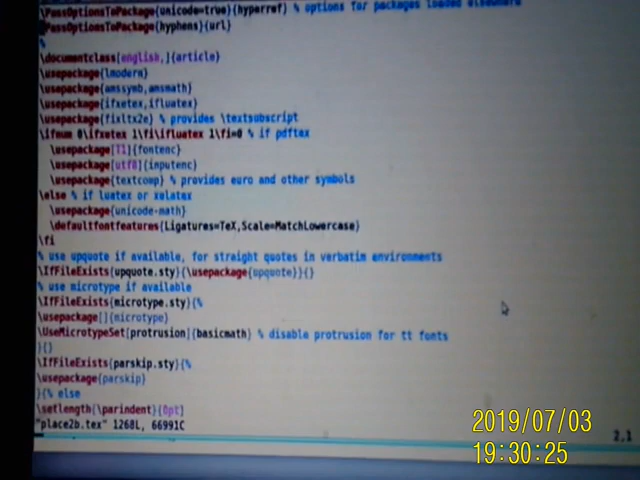 \PassOptionsToPackage{unicode=true}{hyperref} % options for packages loaded elsewhere
\PassOptionsToPackage{hyphens}{url}
%
\documentclass[english,]{article}
\usepackage{lmodern}
\usepackage{amssymb,amsmath}
\usepackage{ifxetex,ifluatex}
\usepackage{fixltx2e} % provides \textsubscript
\ifnum 0\ifxetex 1\fi\ifluatex 1\fi=0 % if pdftex
\usepackage[T1]{fontenc}
\usepackage[utf8]{inputenc}
\usepackage{textcomp} % provides euro and other symbols
\else % if luatex or xelatex
\usepackage{unicode-math}
\defaultfontfeatures{Ligatures=TeX,Scale=MatchLowercase}
\fi
% use upquote if available, for straight quotes in verbatim environments
\IfFileExists{upquote.sty}{\usepackage{upquote}}{}
% use microtype if available
\IfFileExists{microtype.sty}{%
\usepackage[]{microtype}
\UseMicrotypeSet[protrusion]{basicmath} % disable protrusion for tt fonts
}{}
\IfFileExists{parskip.sty}{%
\usepackage{parskip}
}{% else
\setlength{\parindent}{0pt}
"place2b.tex" 1268L, 66991C
2,1
2019/07/03
19:30:25